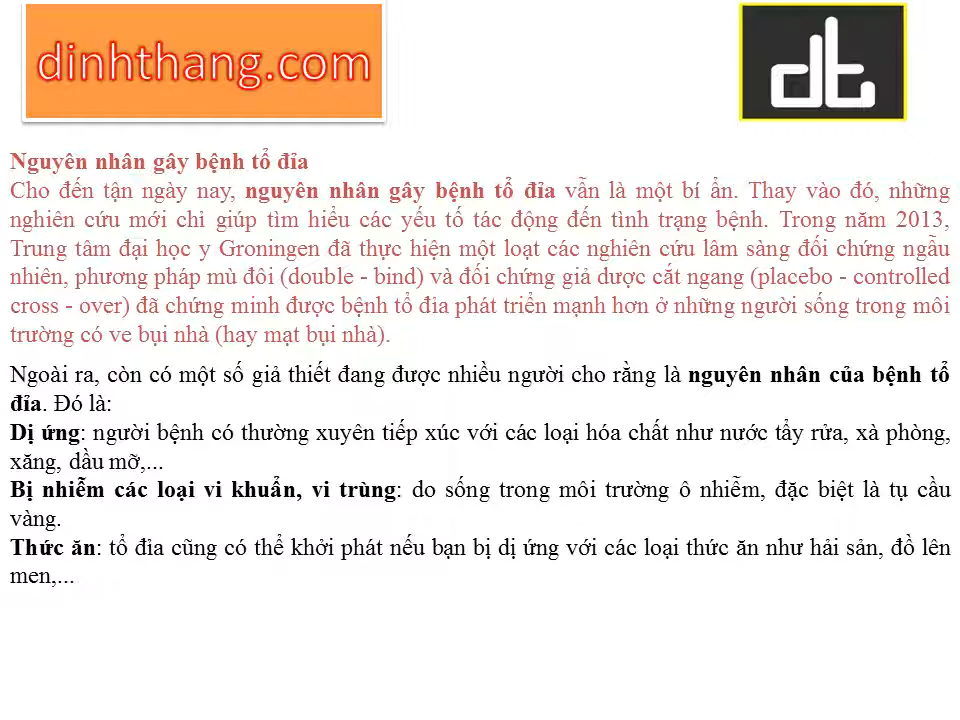 dinhthang.com
dt
Nguyên nhân gây bệnh tổ đỉa
Cho đến tận ngày nay, nguyên nhân gây bệnh tổ đỉa vẫn là một bí ẩn. Thay vào đó, những
nghiên cứu mới chỉ giúp tìm hiểu các yếu tố tác động đến tình trạng bệnh. Trong năm 2013,
Trung tâm đại học y Groningen đã thực hiện một loạt các nghiên cứu lâm sàng đối chứng ngẫu
nhiên, phương pháp mù đôi (double - bind) và đối chứng giả dược cắt ngang (placebo - controlled
cross - over) đã chứng minh được bệnh tổ đỉa phát triển mạnh hơn ở những người sống trong môi
trường có ve bụi nhà (hay mạt bụi nhà).
Ngoài ra, còn có một số giả thiết đang được nhiều người cho rằng là nguyên nhân của bệnh tổ
đỉa. Đó là:
Dị ứng: người bệnh có thường xuyên tiếp xúc với các loại hóa chất như nước tẩy rửa, xà phòng,
xăng, dầu mỡ,...
Bị nhiễm các loại vi khuẩn, vi trùng: do sống trong môi trường ô nhiễm, đặc biệt là tụ cầu
vàng.
Thức ăn: tổ đỉa cũng có thể khởi phát nếu bạn bị dị ứng với các loại thức ăn như hải sản, đồ lên
men,...